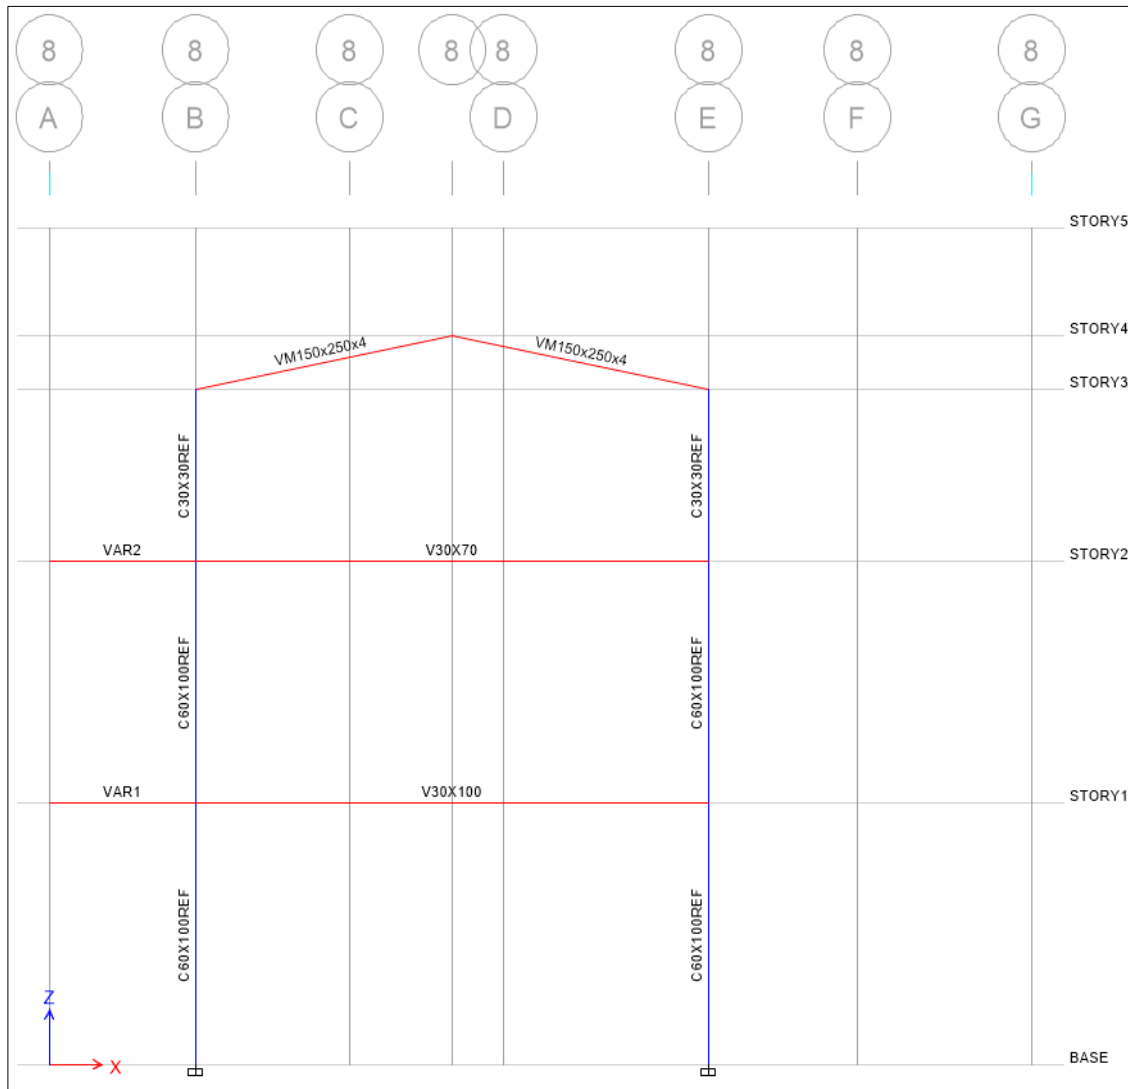 8 8 8 8 8 8 8 8
A B C D E F G
STORY5
STORY4
VM150x250x4 VM150x250x4
STORY3
C30X30REF C30X30REF
VAR2 V30X70
STORY2
C60X100REF C60X100REF
VAR1 V30X100
STORY1
C60X100REF C60X100REF
Z
X
BASE